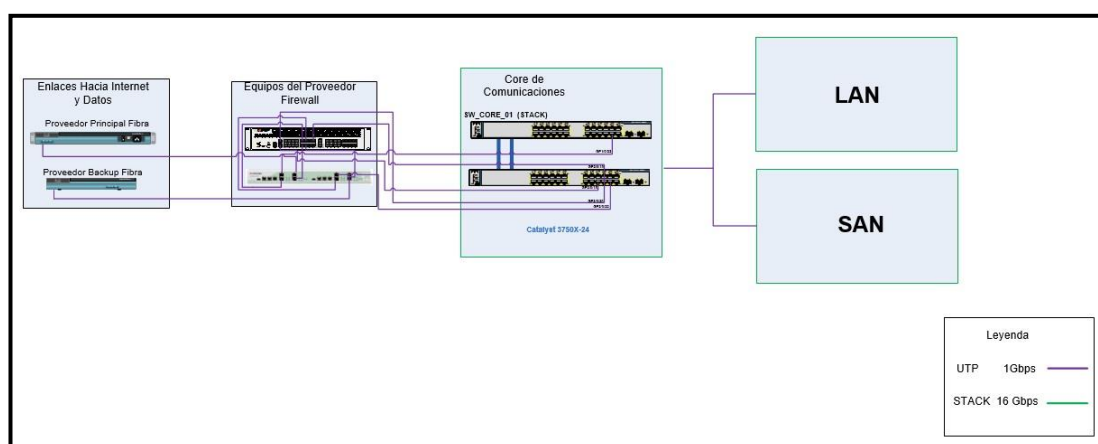 Enlaces Hacia Internet
y Datos
Proveedor Principal Fibra
Proveedor Backup Fibra
Equipos del Proveedor
Firewall
Core de
Comunicaciones
SW_CORE_01 (STACK)
Catalyst 3750X-24
LAN
SAN
Leyenda
UTP 1Gbps
STACK 16 Gbps